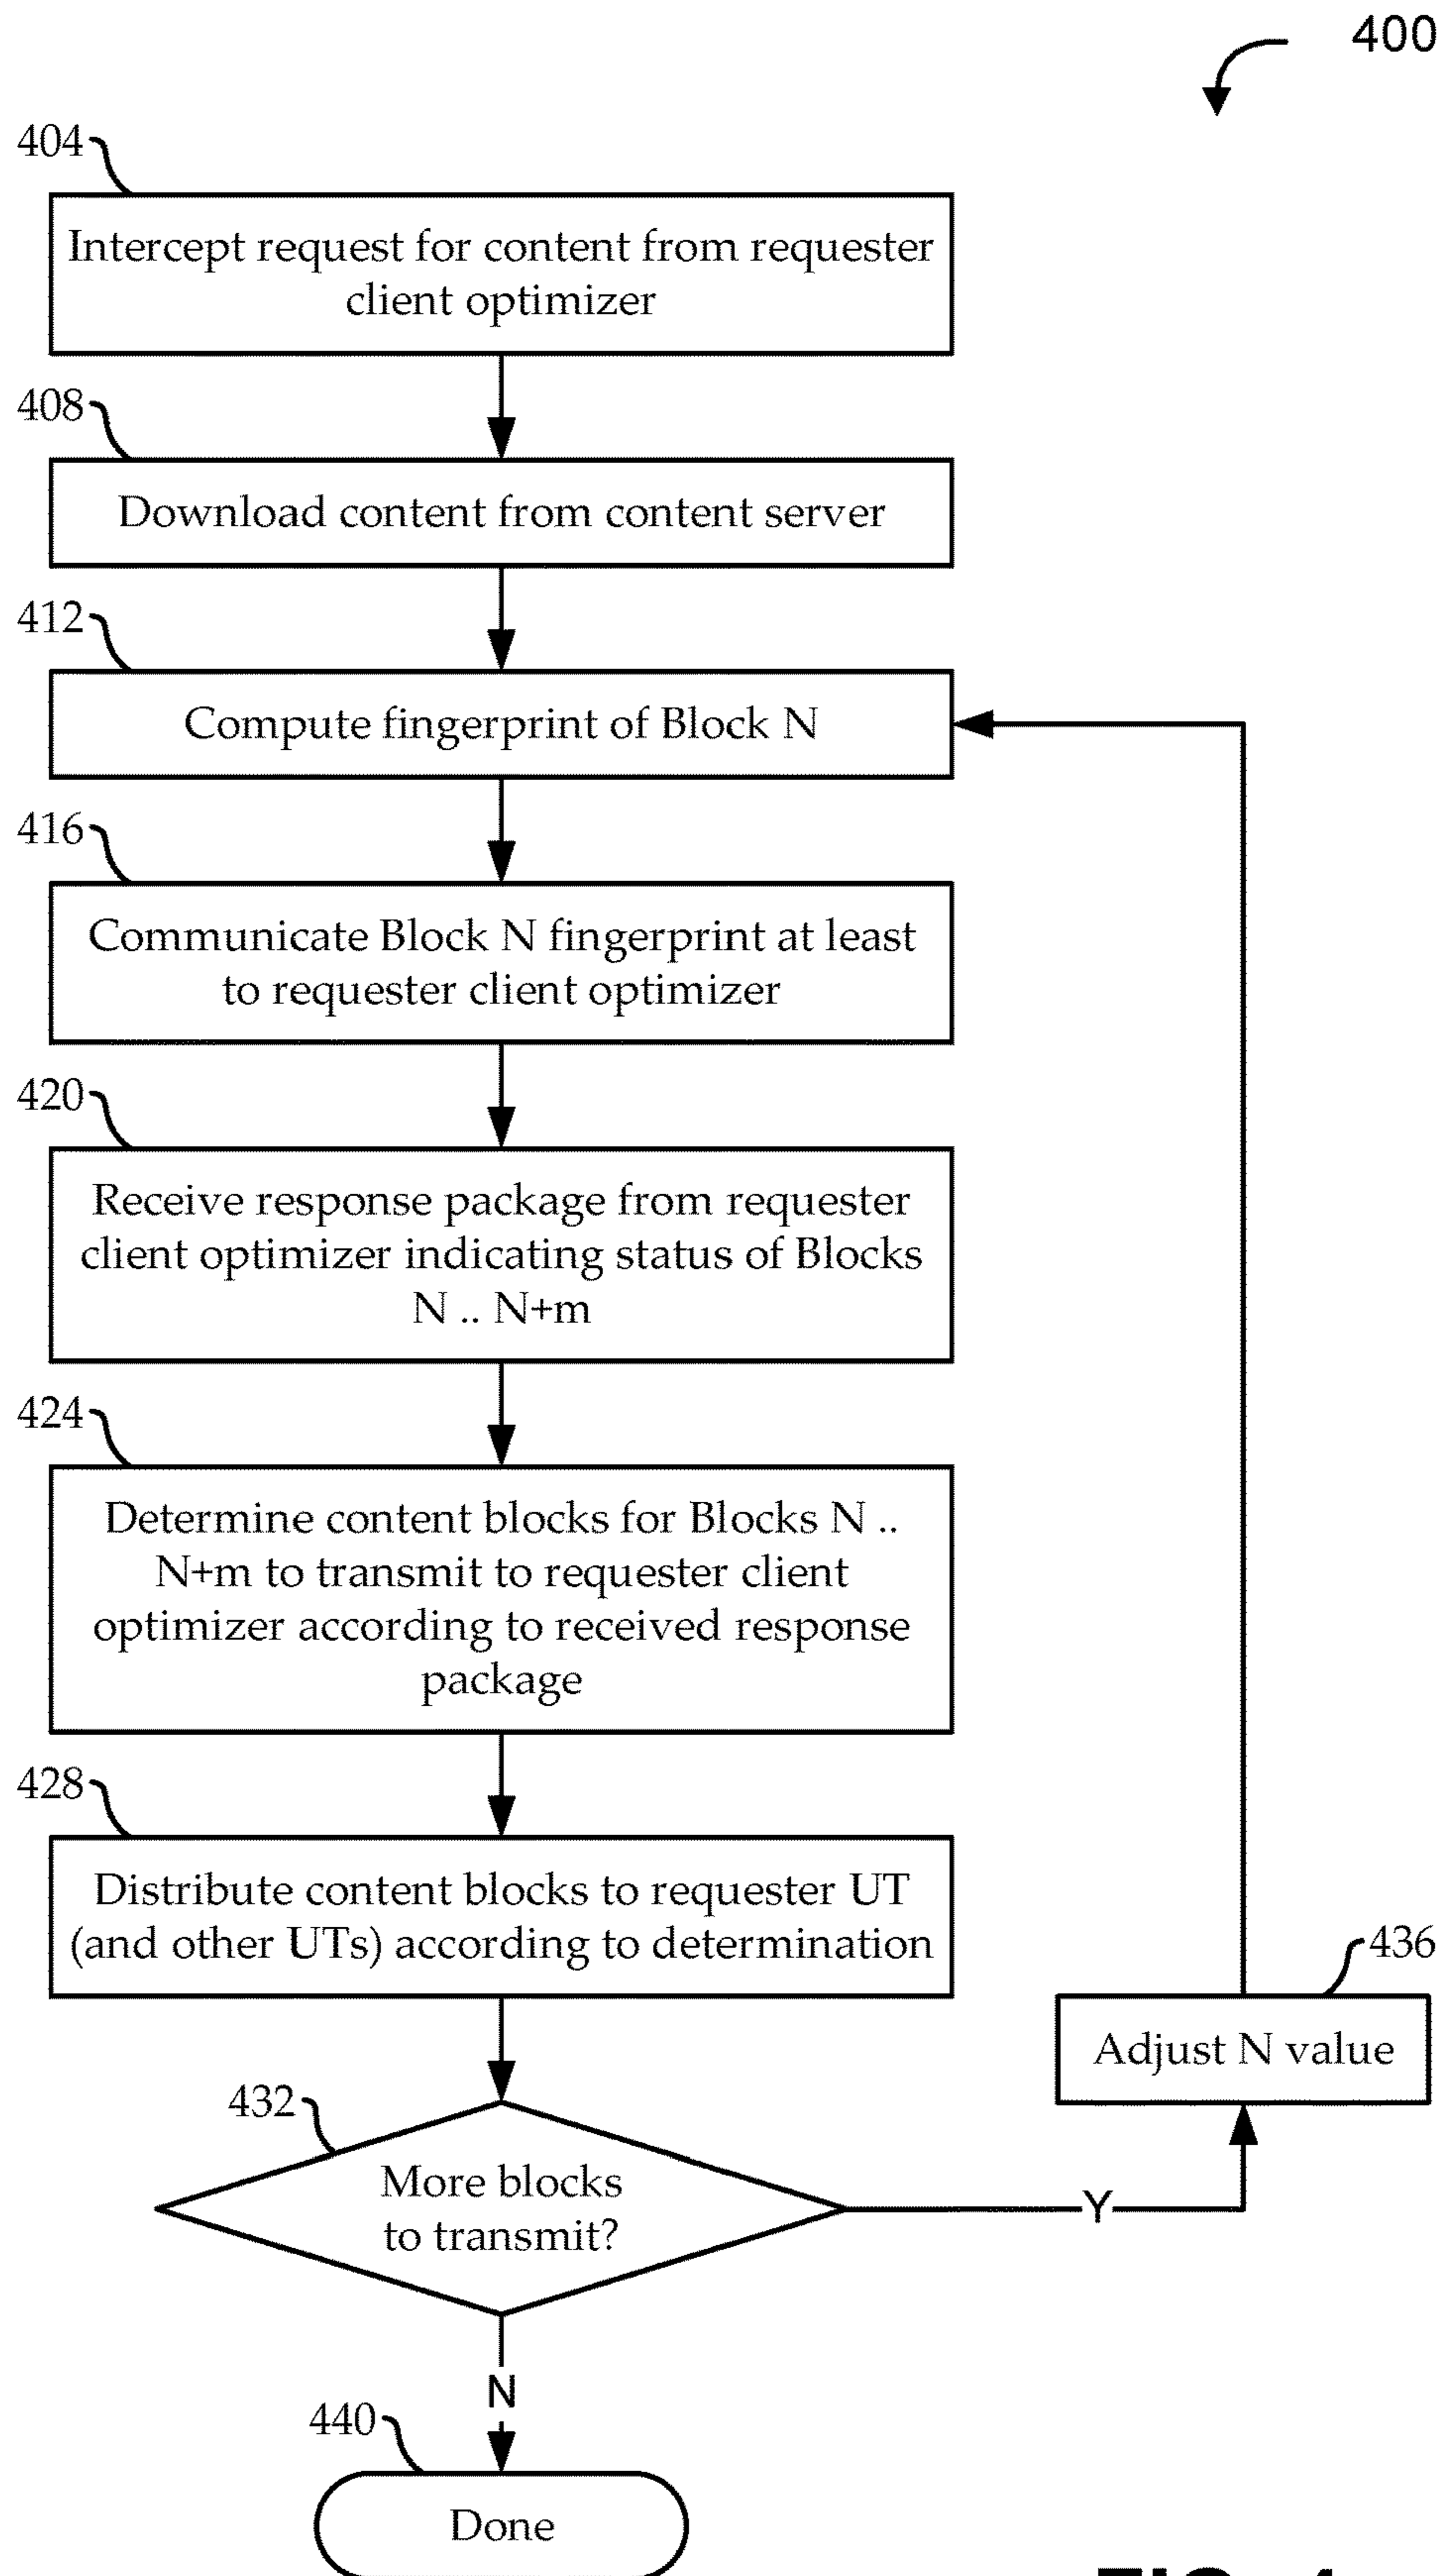 400
404
Intercept request for content from requester
client optimizer
408
Download content from content server
412
Compute fingerprint of Block N
416
Communicate Block N fingerprint at least
to requester client optimizer
420
Receive response package from requester
client optimizer indicating status of Blocks
N .. N+m
424
Determine content blocks for Blocks N ..
N+m to transmit to requester client
optimizer according to received response
package
428
Distribute content blocks to requester UT
(and other UTs) according to determination
436
Adjust N value
432
More blocks
to transmit?
Y
N
440
Done